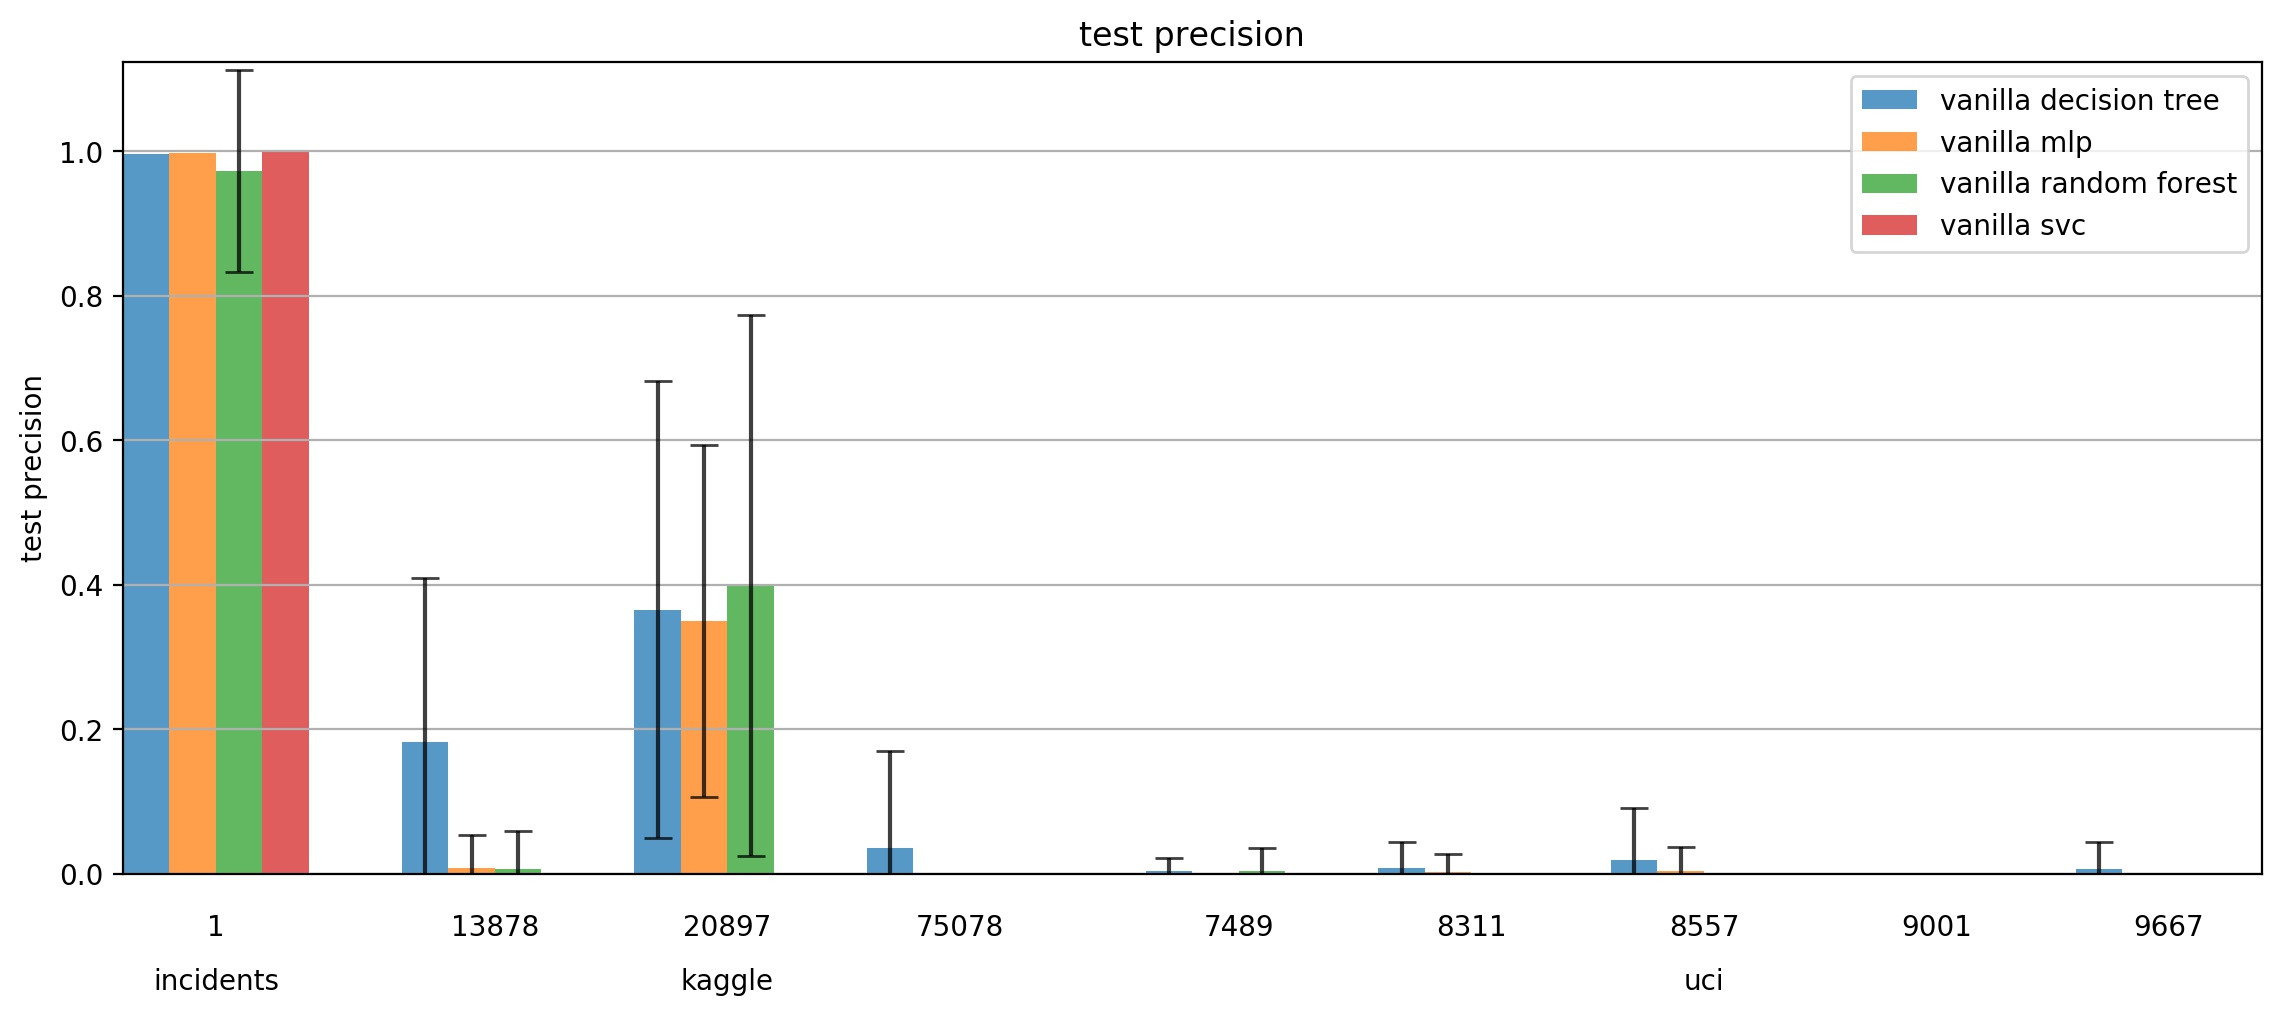 test precision
vanilla decision tree
vanilla mlp
vanilla random forest
vanilla svc
test precision
1.0
0.8
0.6
0.4
0.2
0.0
1 13878 20897 75078 7489 8311 8557 9001 9667
incidents kaggle uci